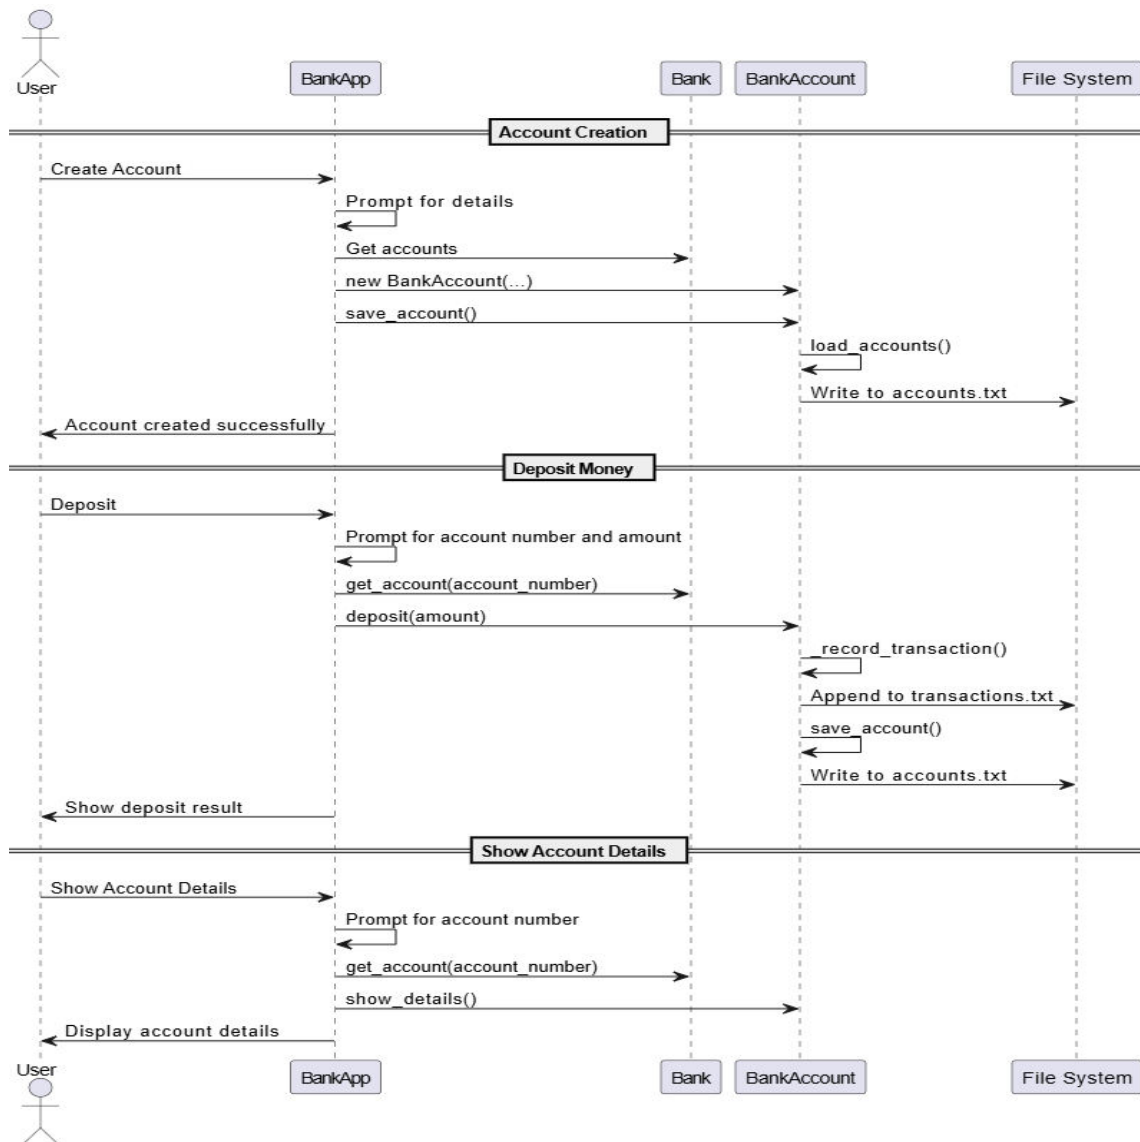 User
BankApp
Bank
BankAccount
File System
Account Creation
Create Account
Prompt for details
Get accounts
new BankAccount(...)
save_account()
load_accounts()
Write to accounts.txt
Account created successfully
Deposit Money
Deposit
Prompt for account number and amount
get_account(account_number)
deposit(amount)
_record_transaction()
Append to transactions.txt
save_account()
Write to accounts.txt
Show deposit result
Show Account Details
Show Account Details
Prompt for account number
get_account(account_number)
show_details()
Display account details
User
BankApp
Bank
BankAccount
File System